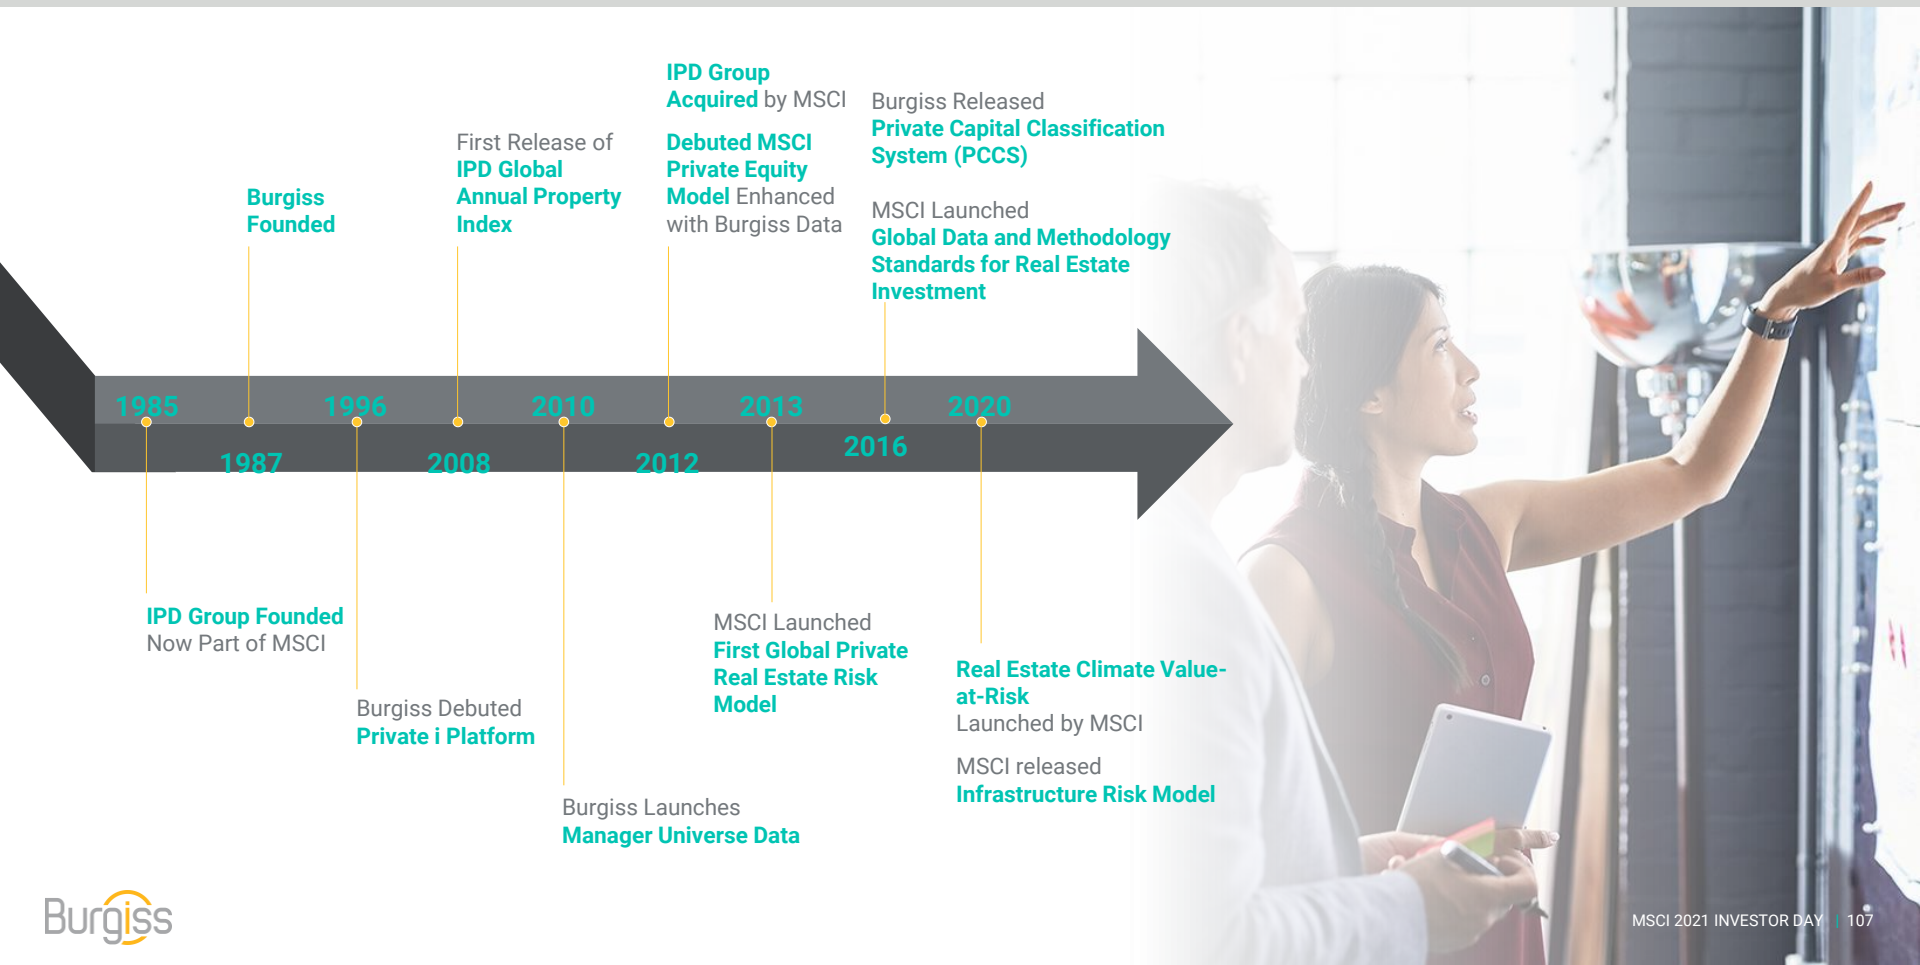 IPD Group
Acquired by MSCI
Debuted MSCI
Private Equity
Model Enhanced
with Burgiss Data
Burgiss Released
Private Capital Classification
System (PCCS)
MSCI Launched
Global Data and Methodology
Standards for Real Estate
Investment
First Release of
IPD Global
Annual Property
Index
Burgiss
Founded
1985
1996
2010
2013
2020
1987
2008
2012
2016
IPD Group Founded
Now Part of MSCI
Burgiss Debuted
Private i Platform
Burgiss Launches
Manager Universe Data
MSCI Launched
First Global Private
Real Estate Risk
Model
Real Estate Climate Value-
at-Risk
Launched by MSCI
MSCI released
Infrastructure Risk Model
Burgiss
MSCI 2021 INVESTOR DAY | 107